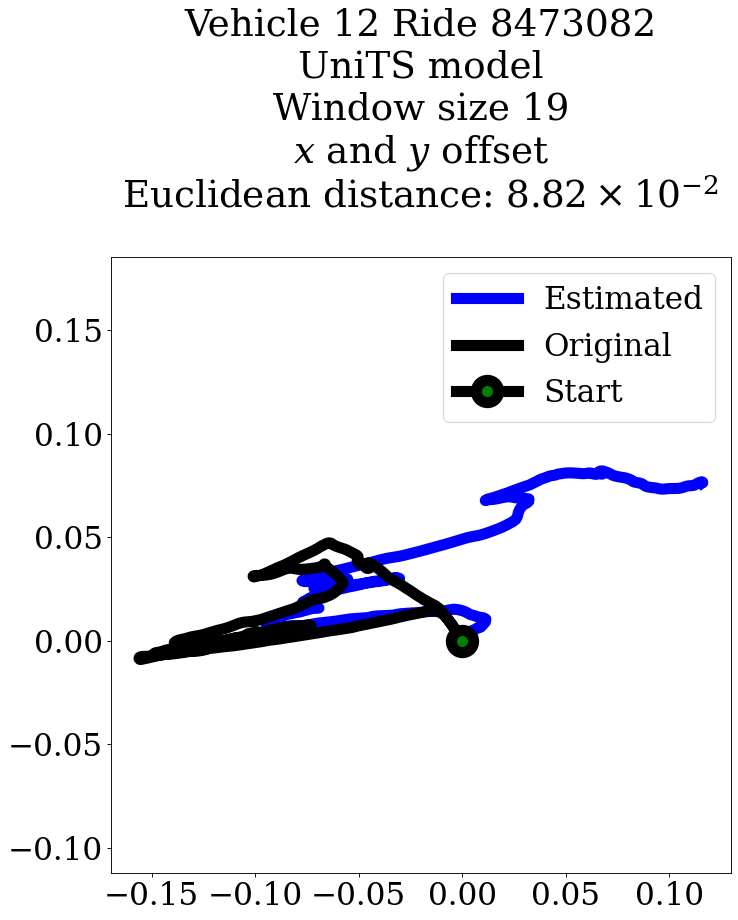 Vehicle 12 Ride 8473082
UniTS model
Window size 19
x and y offset
Euclidean distance: 8.82 × 10⁻²
Estimated
Original
Start
0.15
0.10
0.05
0.00
−0.05
−0.10
−0.15 −0.10 −0.05 0.00 0.05 0.10